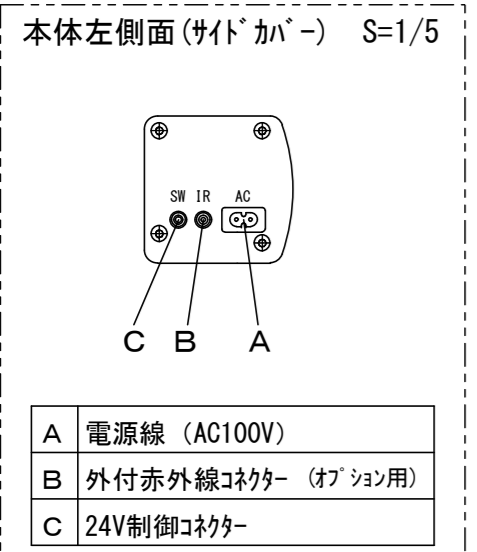 本体左側面(ｻｲﾄﾞｶﾊﾞｰ) S=1/5
SW IR AC
C B A
A 電源線 (AC100V)
B 外付赤外線ｺﾈｸﾀｰ (ｵﾌﾟｼｮﾝ用)
C 24V制御ｺﾈｸﾀｰ